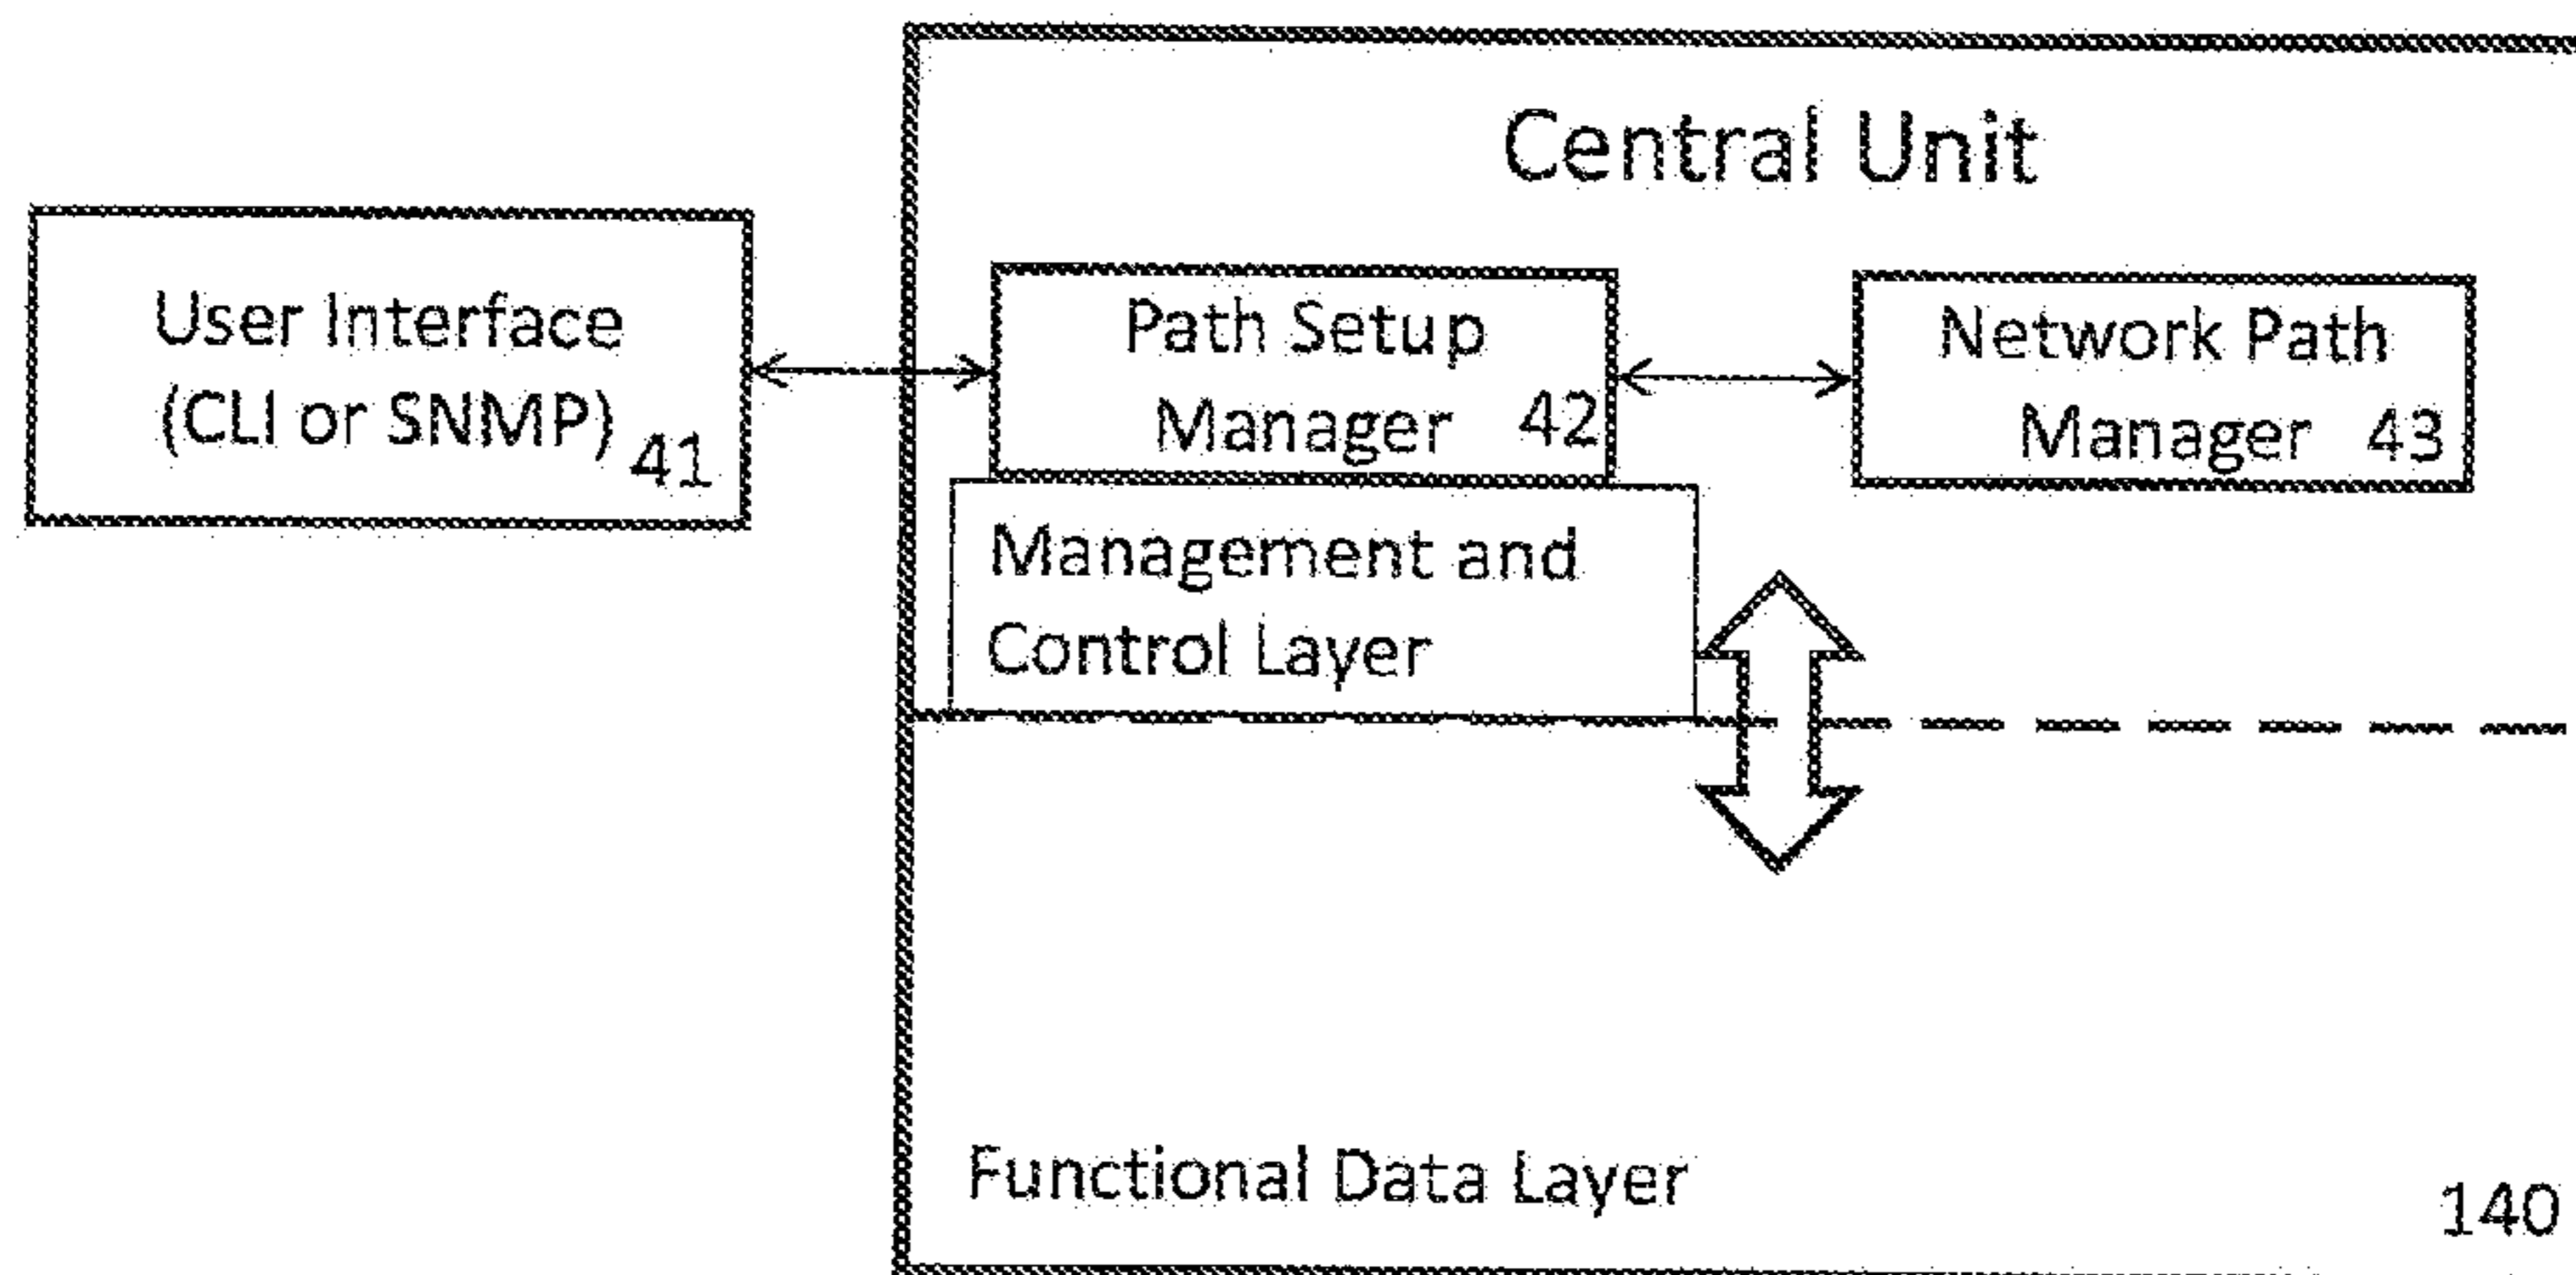 Central Unit
User Interface
(CLI or SNMP) 41
Path Setup
Manager 42
Network Path
Manager 43
Management and
Control Layer
Functional Data Layer
140